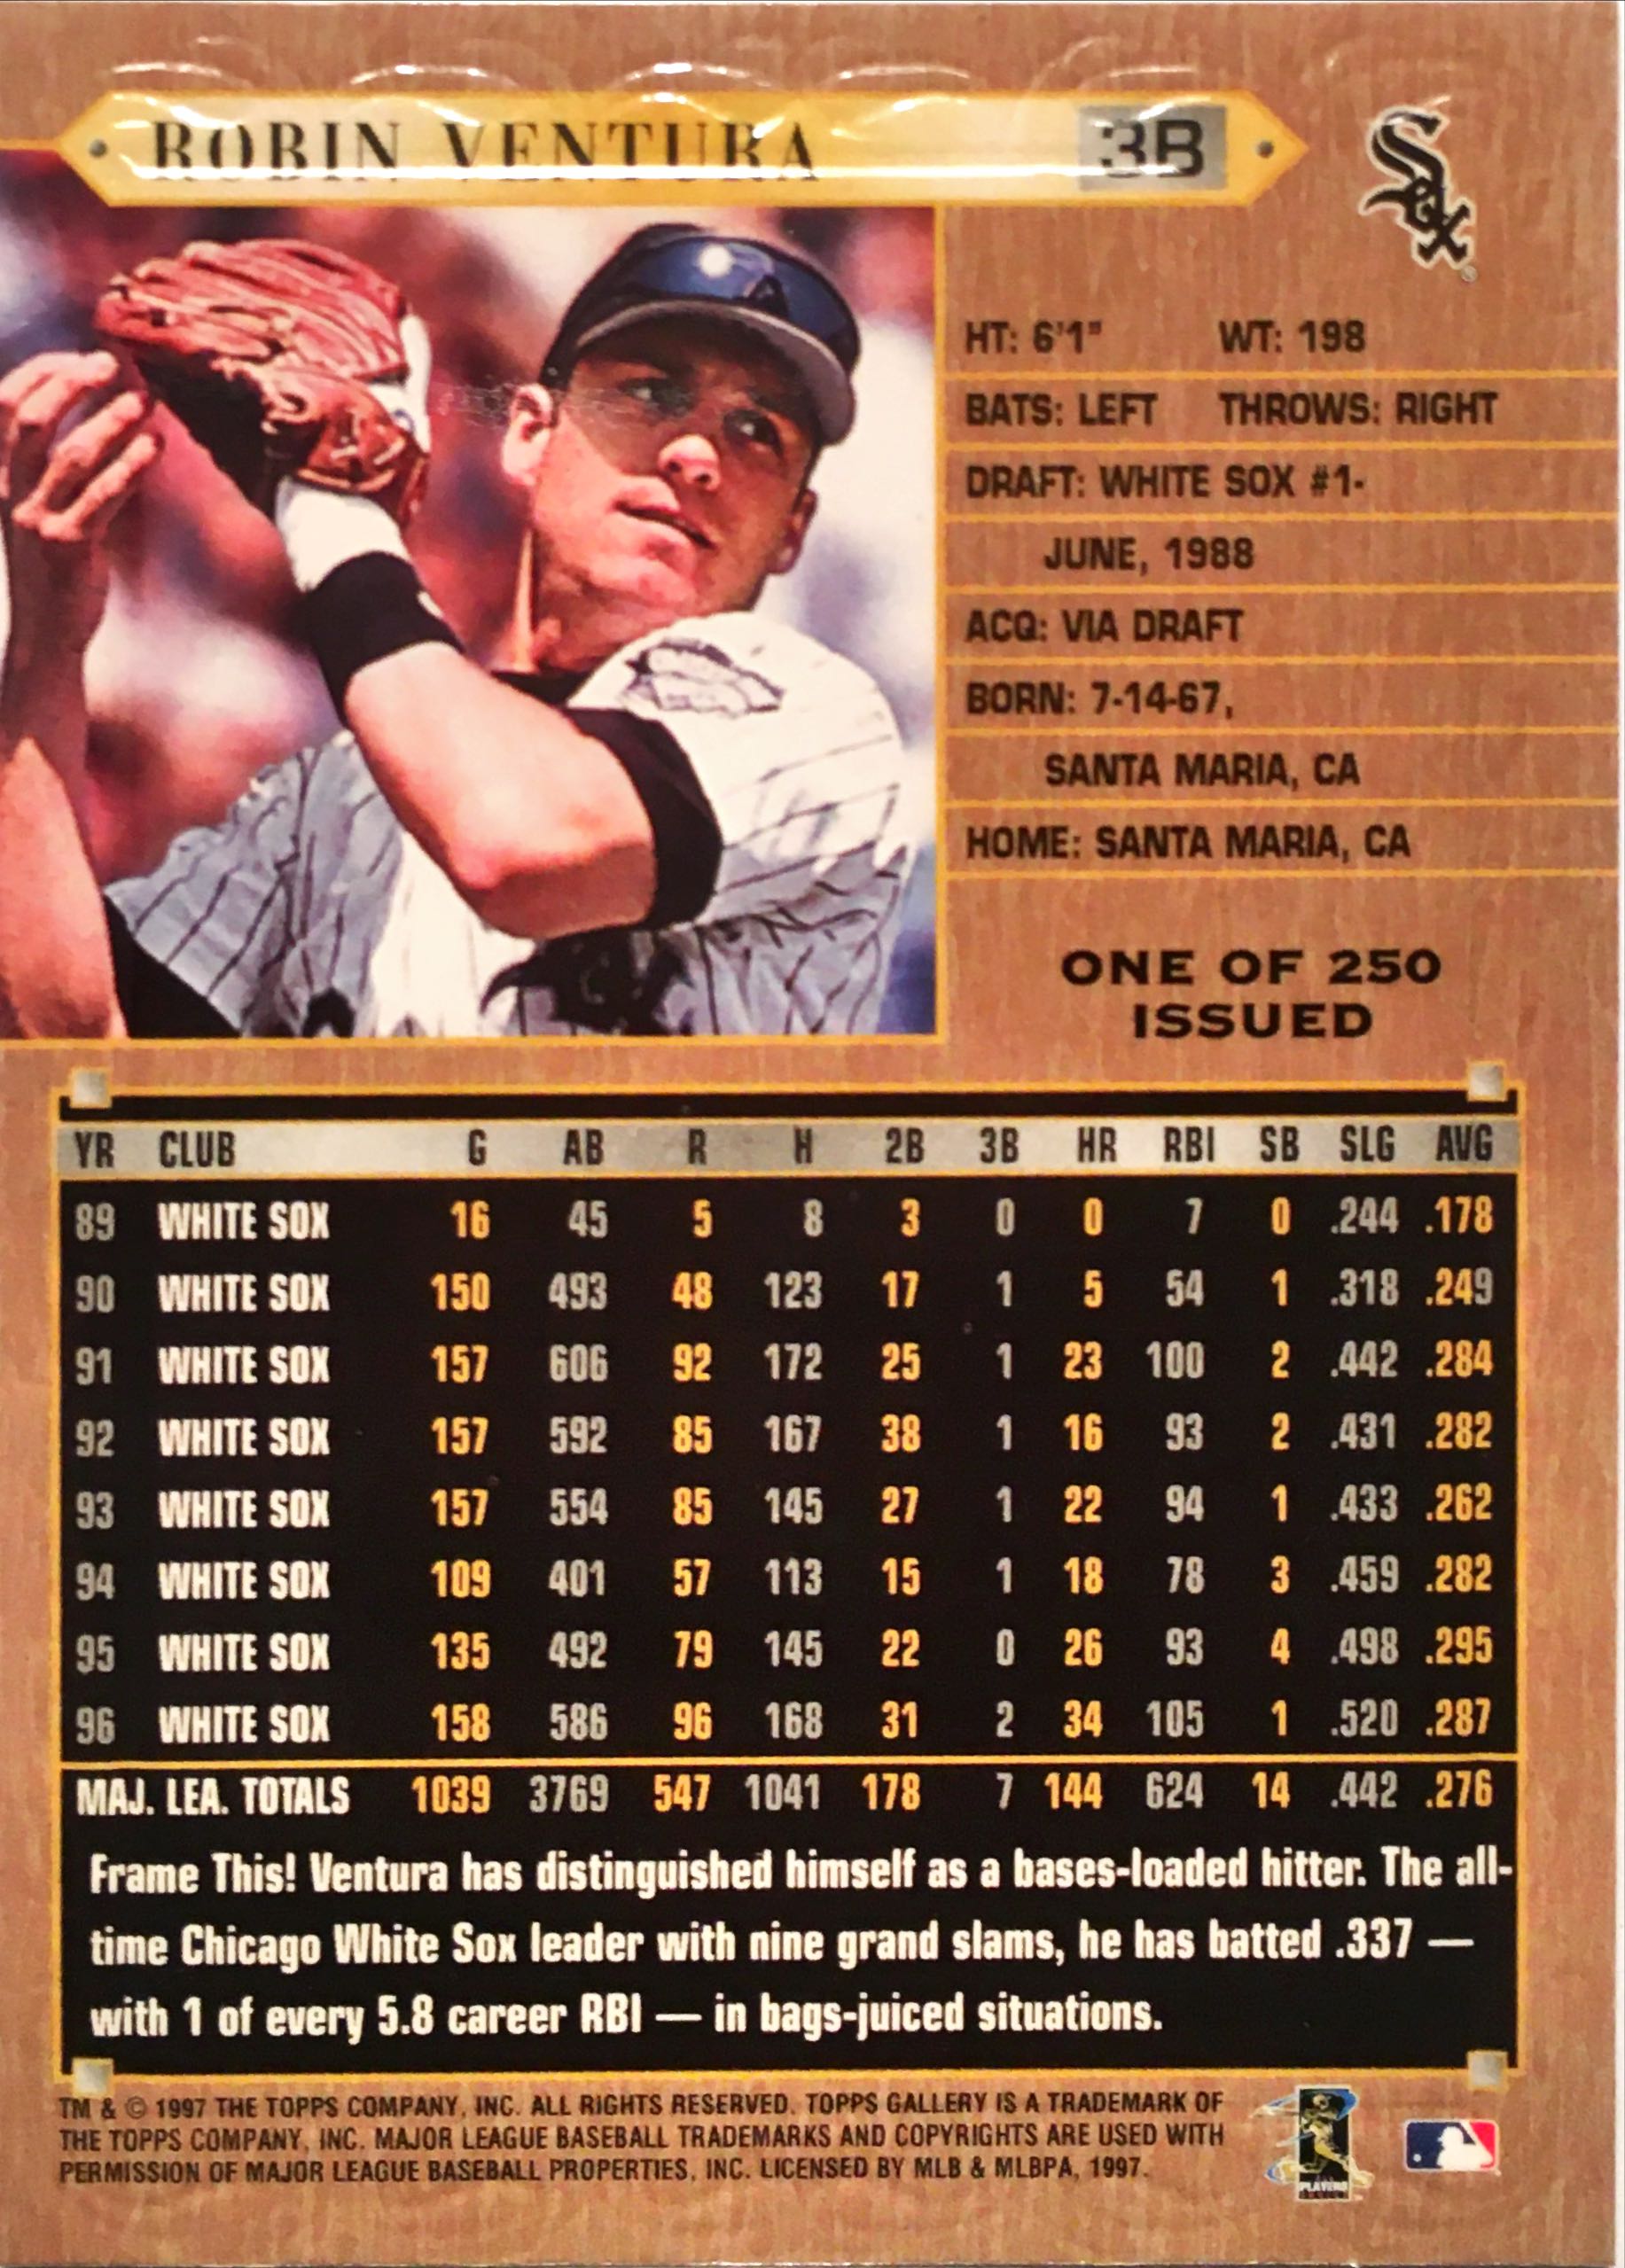 ROBIN VENTURA 3B
Sox
HT: 6'1" WT: 198
BATS: LEFT THROWS: RIGHT
DRAFT: WHITE SOX #1-
JUNE, 1988
ACQ: VIA DRAFT
BORN: 7-14-67,
SANTA MARIA, CA
HOME: SANTA MARIA, CA
ONE OF 250
ISSUED
YR CLUB G AB R H 2B 3B HR RBI SB SLG AVG
89 WHITE SOX 16 45 5 8 3 0 0 7 0 .244 .178
90 WHITE SOX 150 493 48 123 17 1 5 54 1 .318 .249
91 WHITE SOX 157 606 92 172 25 1 23 100 2 .442 .284
92 WHITE SOX 157 592 85 167 38 1 16 93 2 .431 .282
93 WHITE SOX 157 554 85 145 27 1 22 94 1 .433 .262
94 WHITE SOX 109 401 57 113 15 1 18 78 3 .459 .282
95 WHITE SOX 135 492 79 145 22 0 26 93 4 .498 .295
96 WHITE SOX 158 586 96 168 31 2 34 105 1 .520 .287
MAJ. LEA. TOTALS 1039 3769 547 1041 178 7 144 624 14 .442 .276
Frame This! Ventura has distinguished himself as a bases-loaded hitter. The all-
time Chicago White Sox leader with nine grand slams, he has batted .337 —
with 1 of every 5.8 career RBI — in bags-juiced situations.
TM & © 1997 THE TOPPS COMPANY, INC. ALL RIGHTS RESERVED. TOPPS GALLERY IS A TRADEMARK OF
THE TOPPS COMPANY, INC. MAJOR LEAGUE BASEBALL TRADEMARKS AND COPYRIGHTS ARE USED WITH
PERMISSION OF MAJOR LEAGUE BASEBALL PROPERTIES, INC. LICENSED BY MLB & MLBPA, 1997.
PLAYERS